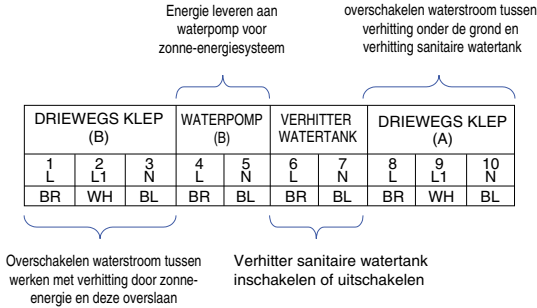 Energie leveren aan
waterpomp voor
zonne-energiesysteem
overschakelen waterstroom tussen
verhitting onder de grond en
verhitting sanitaire watertank
DRIEWEGS KLEP
(B)
WATERPOMP
(B)
VERHITTER
WATERTANK
DRIEWEGS KLEP
(A)
1 2 3 4 5 6 7 8 9 10
L L1 N L N L N L L1 N
BR WH BL BR BL BR BL BR WH BL
Overschakelen waterstroom tussen
werken met verhitting door zonne-
energie en deze overslaan
Verhitter sanitaire watertank
inschakelen of uitschakelen